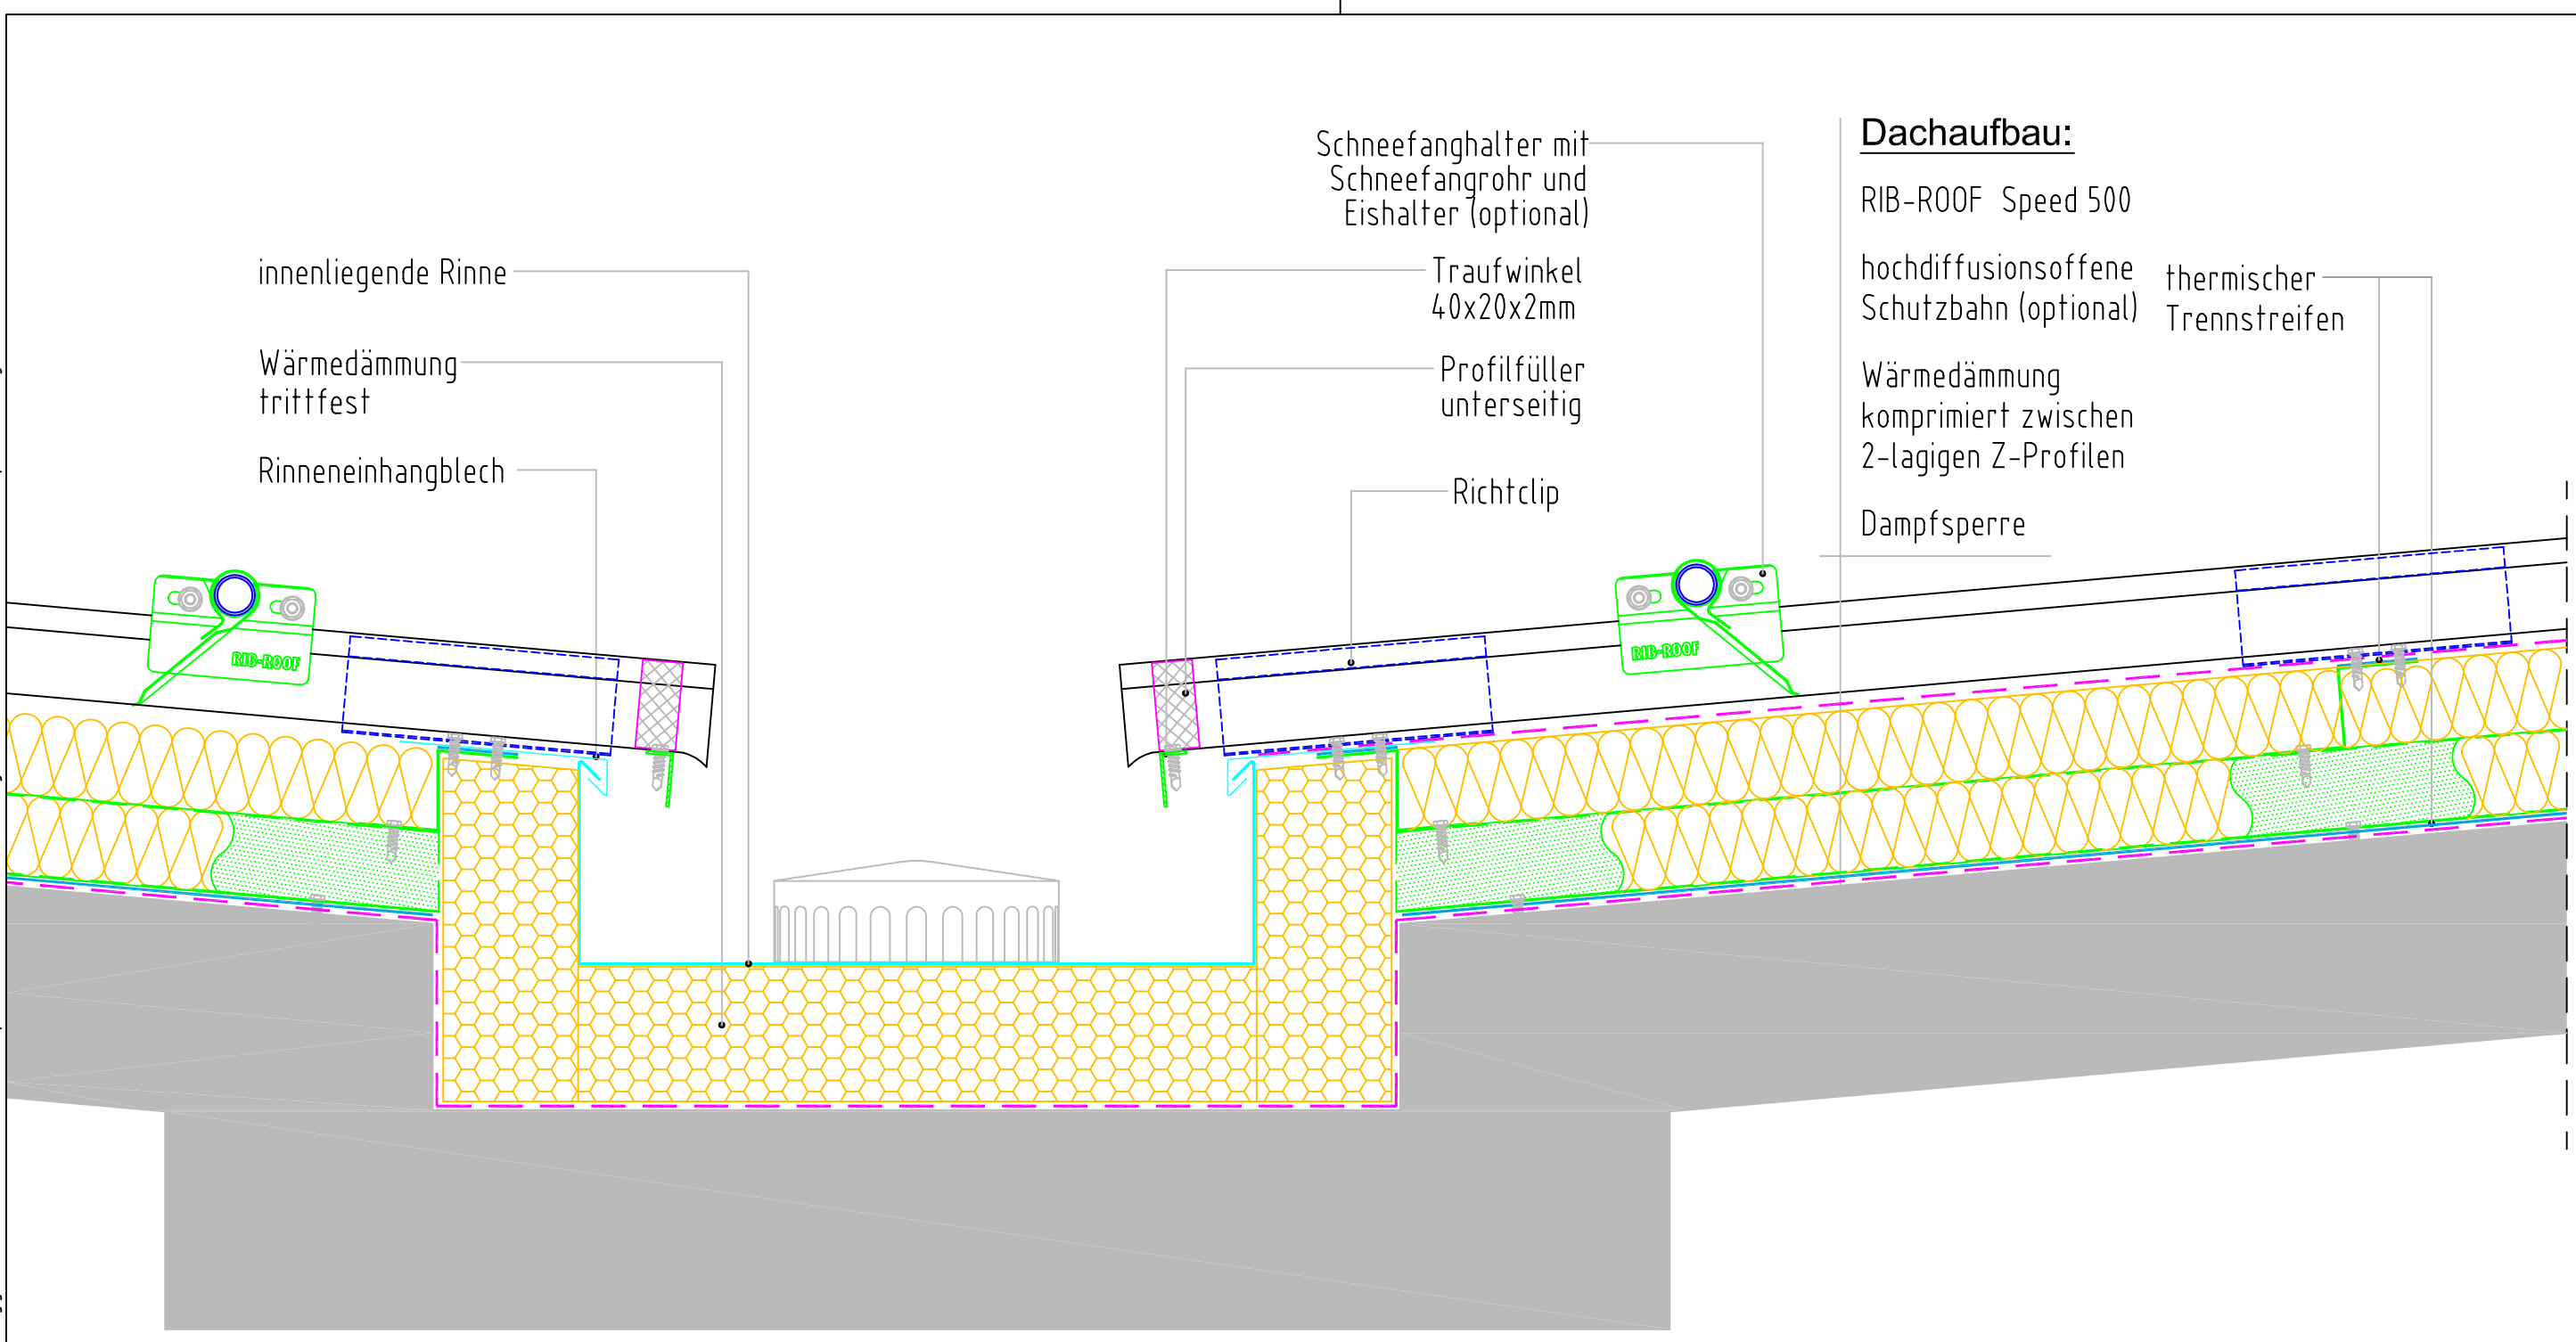 Schneefanghalter mit
Schneefangrohr und
Eishalter (optional)
Traufwinkel
40x20x2mm
Profilfüller
unterseitig
Richtclip
innenliegende Rinne
Wärmedämmung
trittfest
Rinneneinhangblech
Dachaufbau:
RIB-ROOF Speed 500
hochdiffusionsoffene
Schutzbahn (optional)
Wärmedämmung
komprimiert zwischen
2-lagigen Z-Profilen
Dampfsperre
thermischer
Trennstreifen
RIB-ROOF
RIB-ROOF